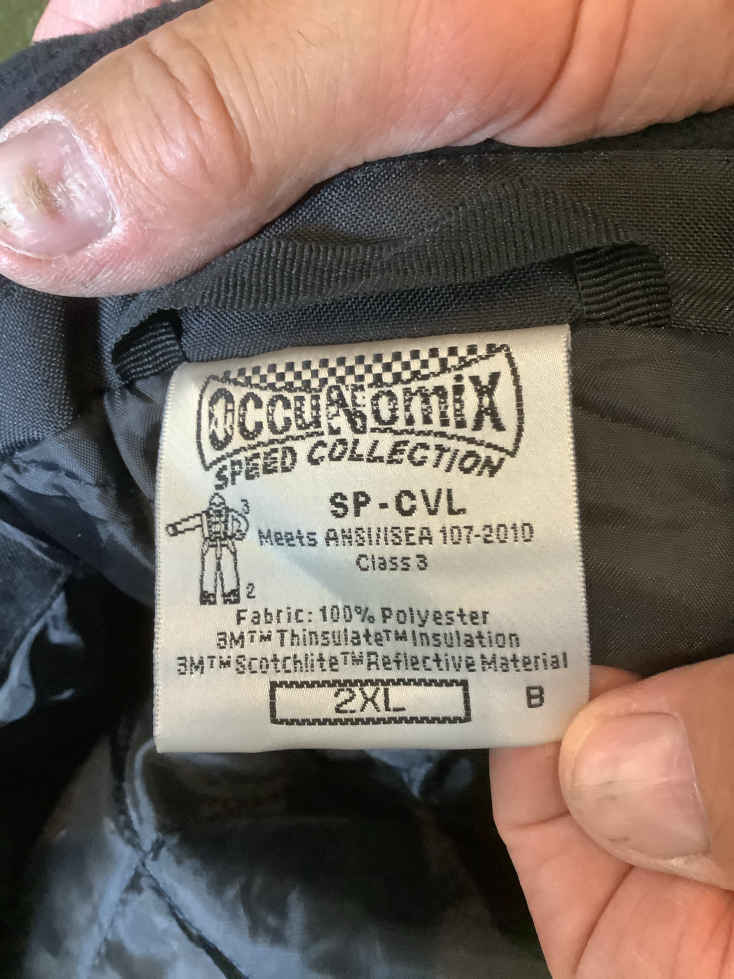 OccuNomix
SPEED COLLECTION
SP-CVL
3
Meets ANSI/ISEA 107-2010
Class 3
2
Fabric: 100% Polyester
3M™ Thinsulate™ Insulation
3M™ Scotchlite™ Reflective Material
2XL
B